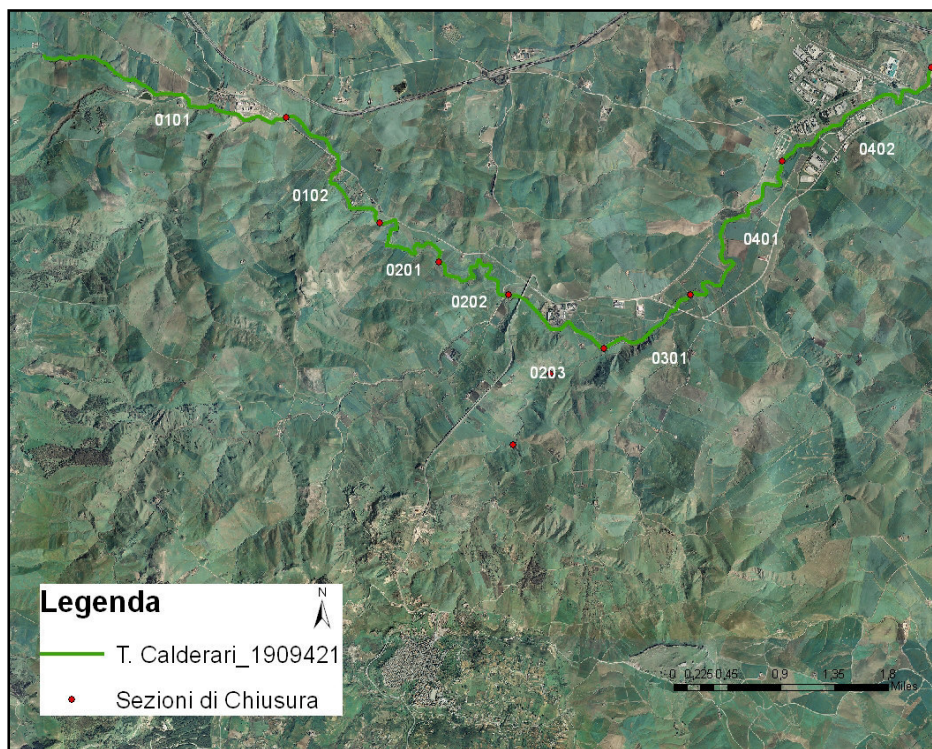 0101
0102
0201
0202
0203
0301
0401
0402
Legenda
N
T. Calderari_1909421
Sezioni di Chiusura
0 0,225 0,45 0,9 1,35 1,8
Miles